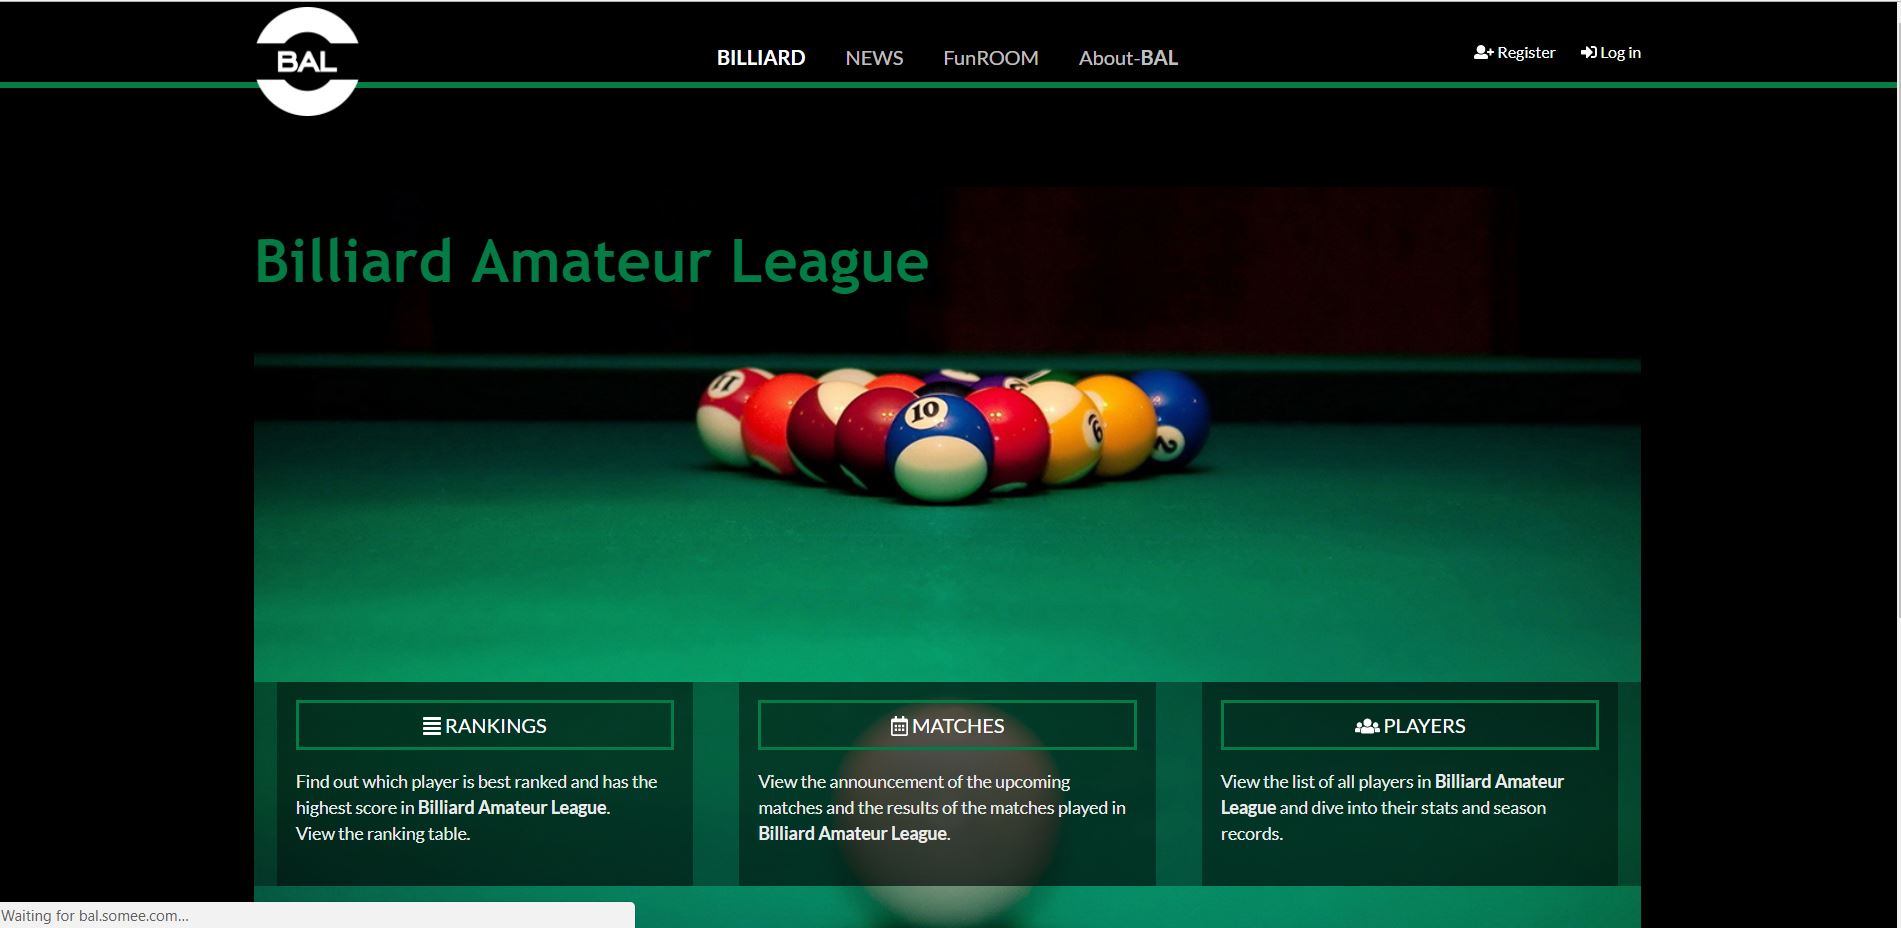 BAL
BILLIARD NEWS FunROOM About-BAL
Register Log in
Billiard Amateur League
11
10
6
2
RANKINGS
Find out which player is best ranked and has the
highest score in Billiard Amateur League.
View the ranking table.
MATCHES
View the announcement of the upcoming
matches and the results of the matches played in
Billiard Amateur League.
PLAYERS
View the list of all players in Billiard Amateur
League and dive into their stats and season
records.
Waiting for bal.somee.com...